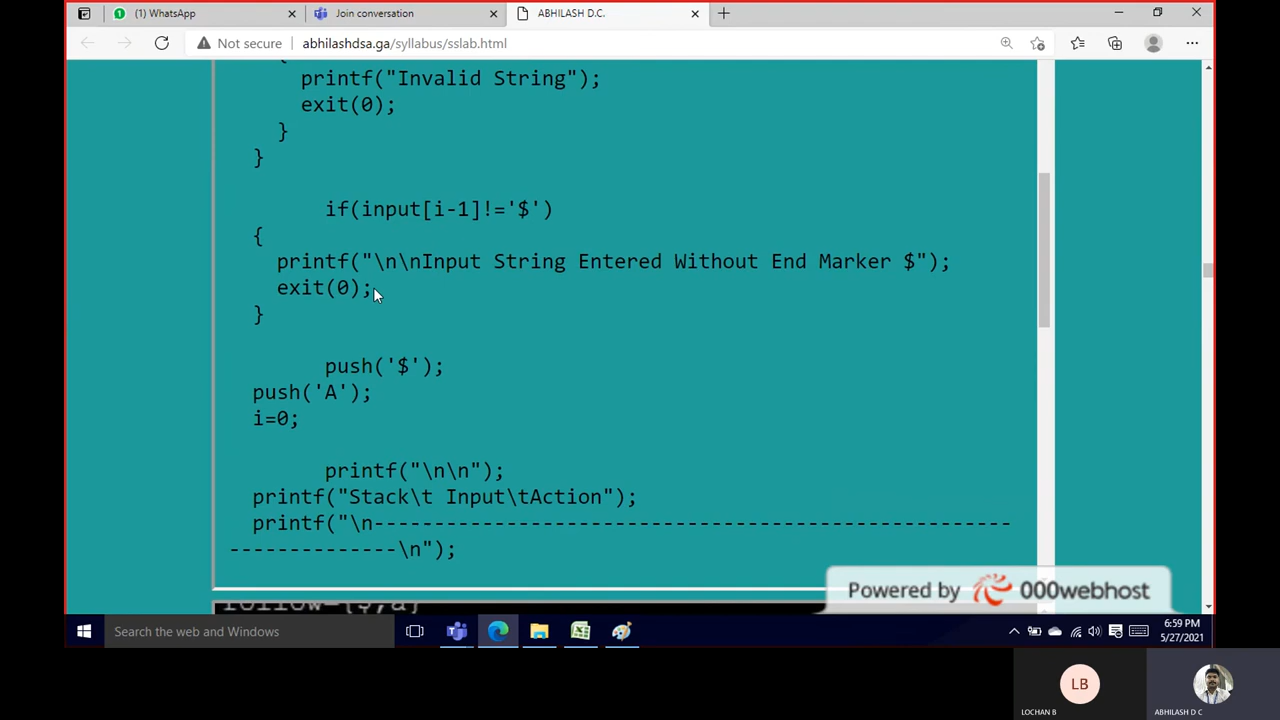 (1) WhatsApp
Join conversation
ABHILASH D.C.
Not secure
abhilashdsa.ga/syllabus/sslab.html
{
printf("Invalid String");
exit(0);
}
}
if(input[i-1]!='$')
{
printf("\n\nInput String Entered Without End Marker $");
exit(0);
}
push('$');
push('A');
i=0;
printf("\n\n");
printf("Stack\t Input\tAction");
printf("\n-----------------------------------------------------
--------------\n");
Powered by 000webhost
follow={$,a}
Search the web and Windows
6:59 PM
5/27/2021
LB
LOCHAN B
ABHILASH D C